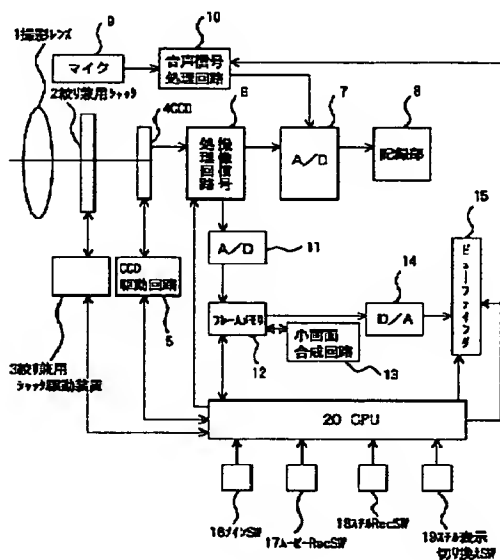 9
マイク
10
音声信号
処理回路
1撮影レンズ
2絞り兼用シャッタ
4CCD
6
撮像信号
処理回路
7
A/D
8
記録部
15
ビューファインダ
A/D
11
14
D/A
CCD
駆動回路
5
フレームメモリ
12
小画面
合成回路
13
3絞り兼用
シャッタ駆動装置
20 CPU
16メインSW
17ムービーRecSW
18スチルRecSW
19スチル表示
切り換えSW